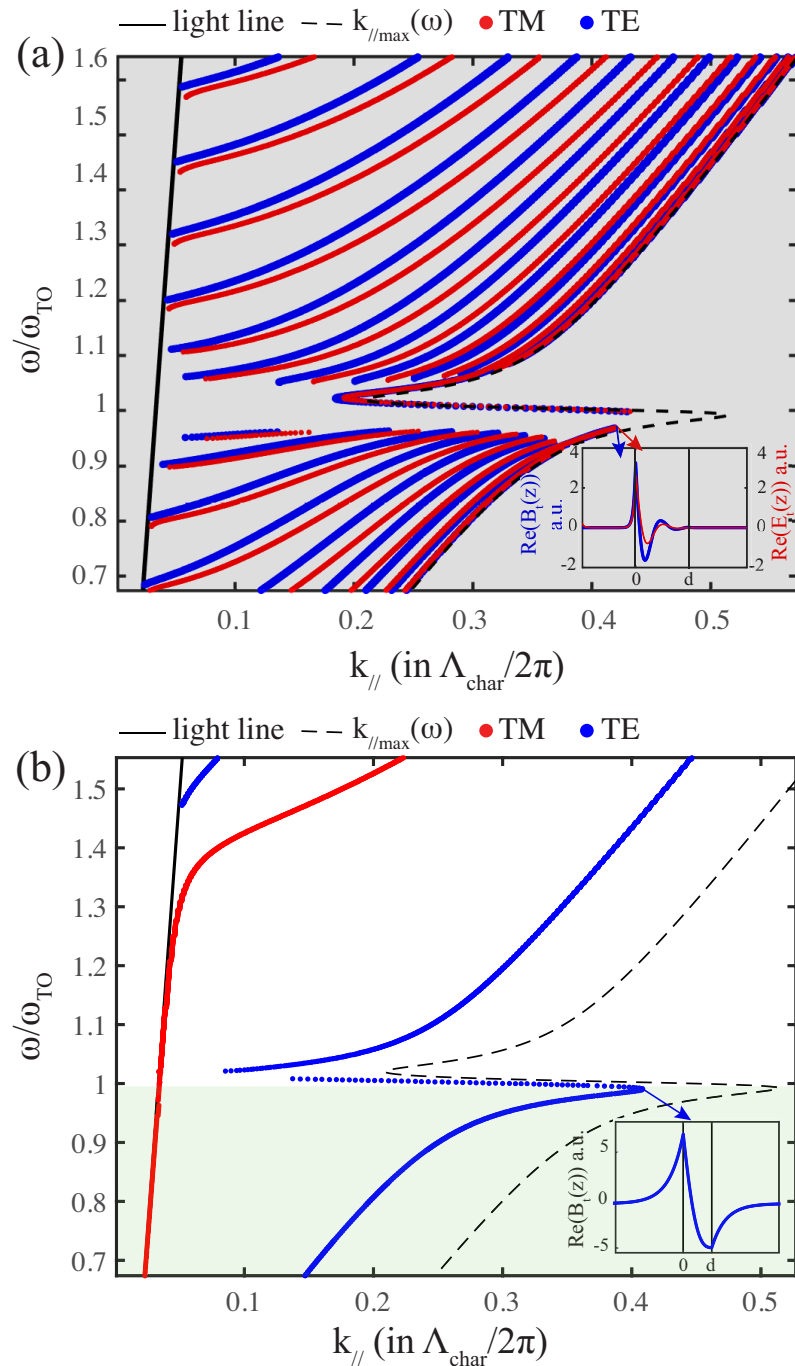 light line k//max(ω) TM TE
(a)
1.6
1.5
1.4
1.3
1.2
1.1
1
0.9
0.8
0.7
ω/ωTO
0.1 0.2 0.3 0.4 0.5
k// (in Λchar/2π)
Re(Bt(z))
a.u.
4
2
0
-2
0 d
4
2
0
-2
Re(Et(z)) a.u.
light line k//max(ω) TM TE
(b)
1.5
1.4
1.3
1.2
1.1
1
0.9
0.8
0.7
ω/ωTO
0.1 0.2 0.3 0.4 0.5
k// (in Λchar/2π)
Re(Bt(z)) a.u.
5
0
-5
0 d